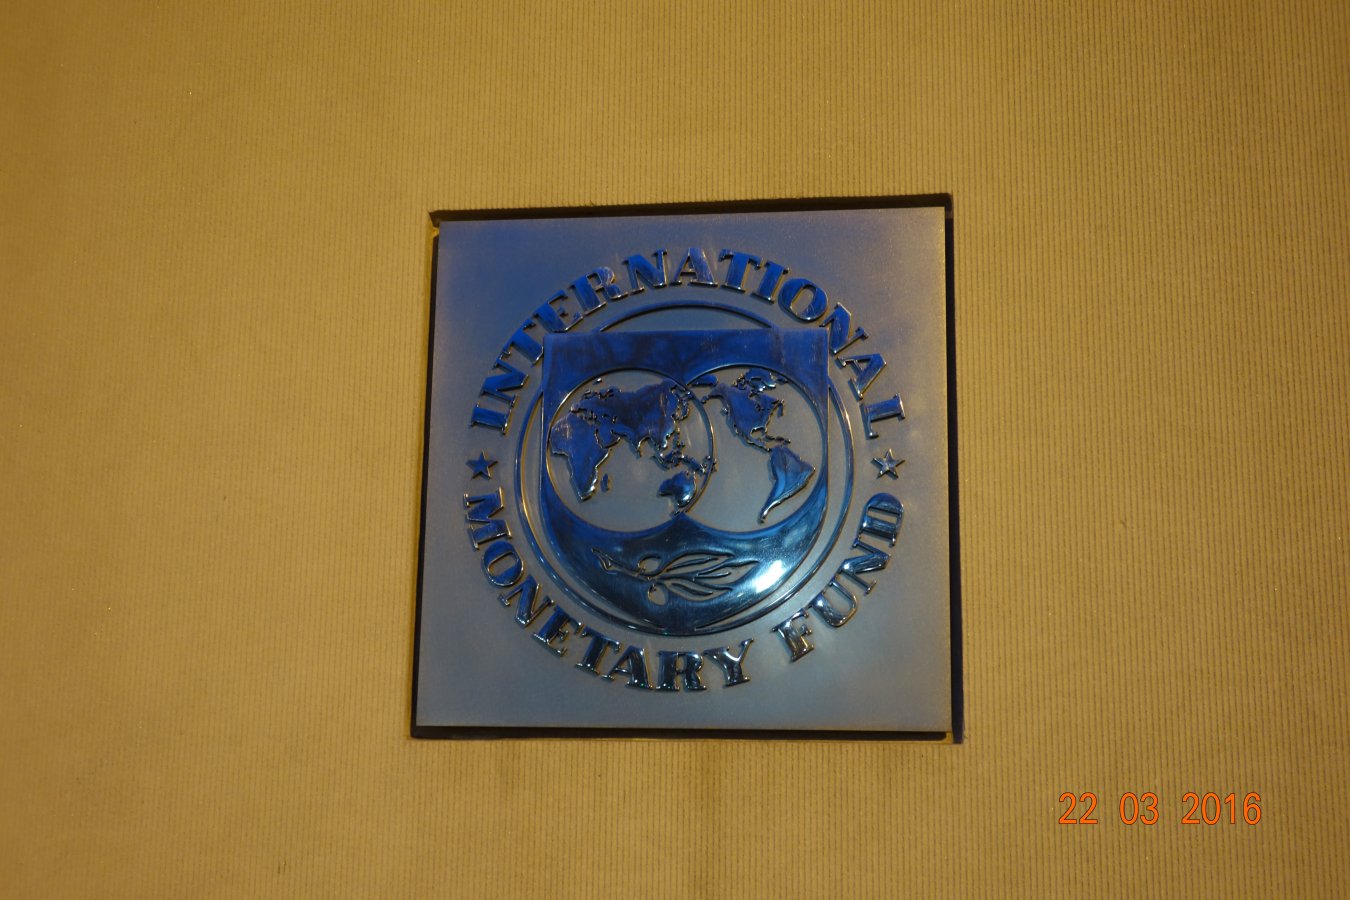 INTERNATIONAL
MONETARY FUND
22 03 2016